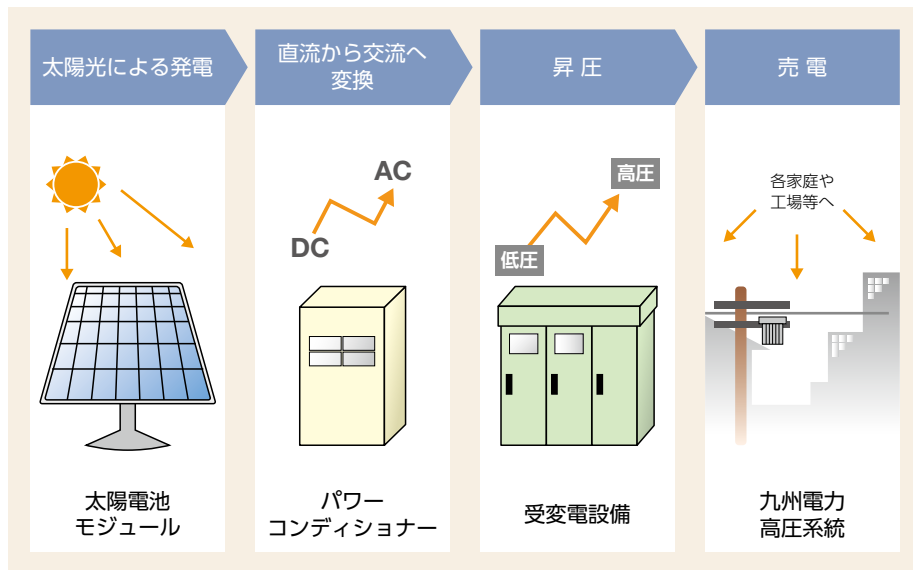 太陽光による発電
直流から交流へ
変換
昇 圧
売 電
AC
DC
高圧
低圧
各家庭や
工場等へ
太陽電池
モジュール
パワー
コンディショナー
受変電設備
九州電力
高圧系統